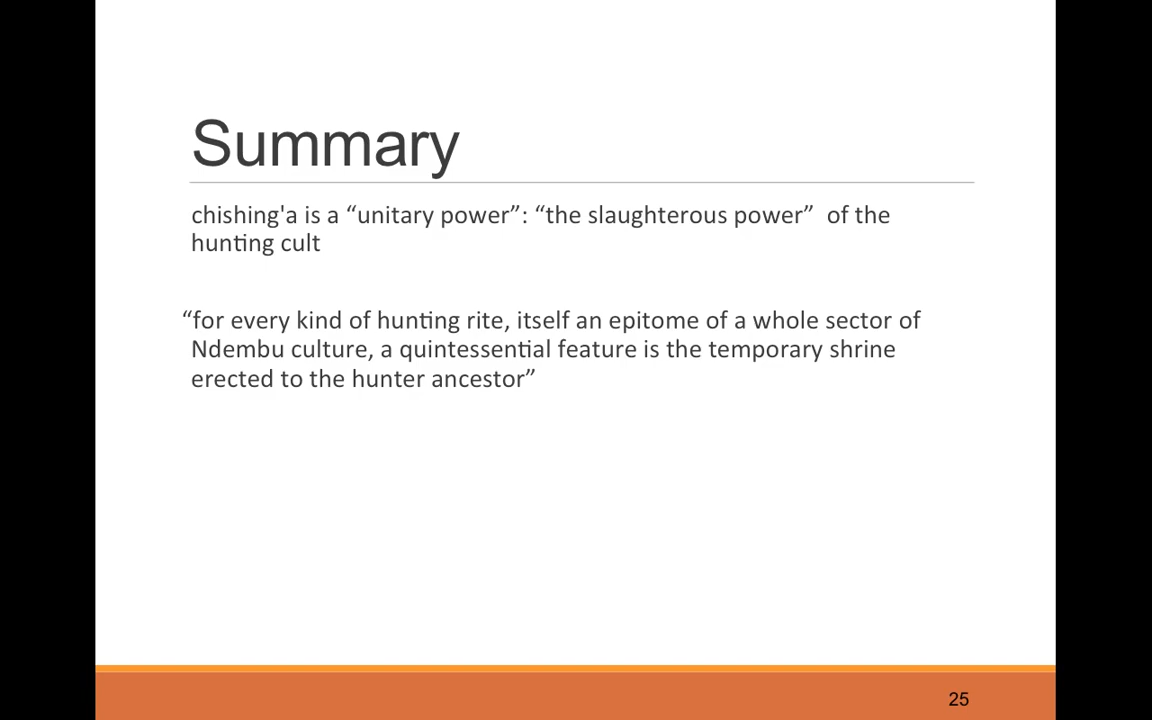 Summary
chishing'a is a “unitary power”: “the slaughterous power”  of the
hunting cult
“for every kind of hunting rite, itself an epitome of a whole sector of
Ndembu culture, a quintessential feature is the temporary shrine
erected to the hunter ancestor”
25